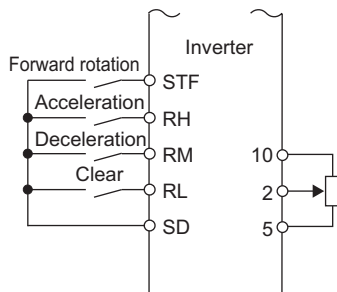 Inverter
Forward rotation
STF
Acceleration
RH
Deceleration
RM
10
Clear
RL
2
SD
5